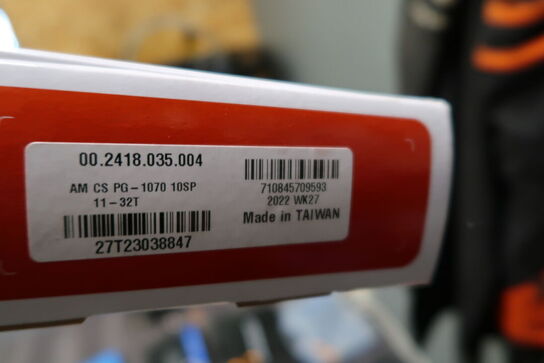 00.2418.035.004
AM CS PG-1070 10SP
11-32T
27T23038847
710845709593
2022 WK27
Made in TAIWAN